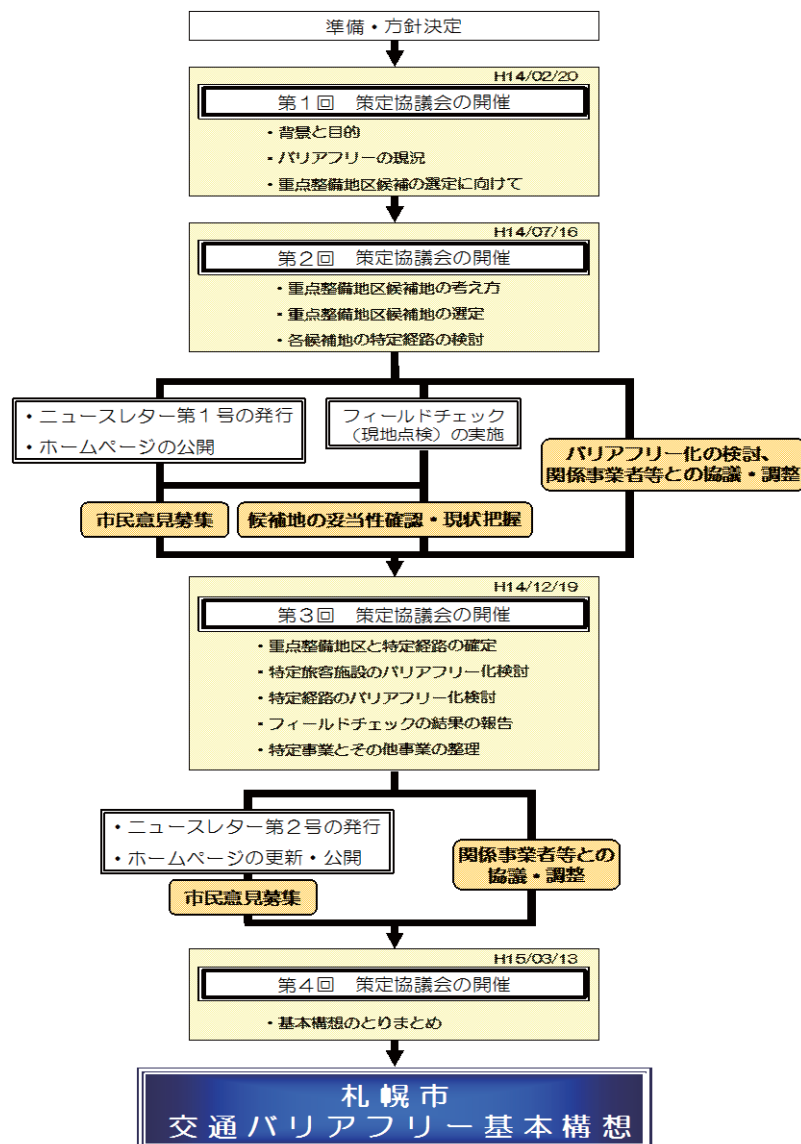 準備・方針決定
H14/02/20
第1回 策定協議会の開催
・背景と目的
・バリアフリーの現況
・重点整備地区候補の選定に向けて
H14/07/16
第2回 策定協議会の開催
・重点整備地区候補地の考え方
・重点整備地区候補地の選定
・各候補地の特定経路の検討
・ニュースレター第1号の発行
・ホームページの公開
フィールドチェック
（現地点検）の実施
バリアフリー化の検討、
関係事業者等との協議・調整
市民意見募集
候補地の妥当性確認・現状把握
H14/12/19
第3回 策定協議会の開催
・重点整備地区と特定経路の確定
・特定旅客施設のバリアフリー化検討
・特定経路のバリアフリー化検討
・フィールドチェックの結果の報告
・特定事業とその他事業の整理
・ニュースレター第2号の発行
・ホームページの更新・公開
関係事業者等との
協議・調整
市民意見募集
H15/03/13
第4回 策定協議会の開催
・基本構想のとりまとめ
札幌市
交通バリアフリー基本構想